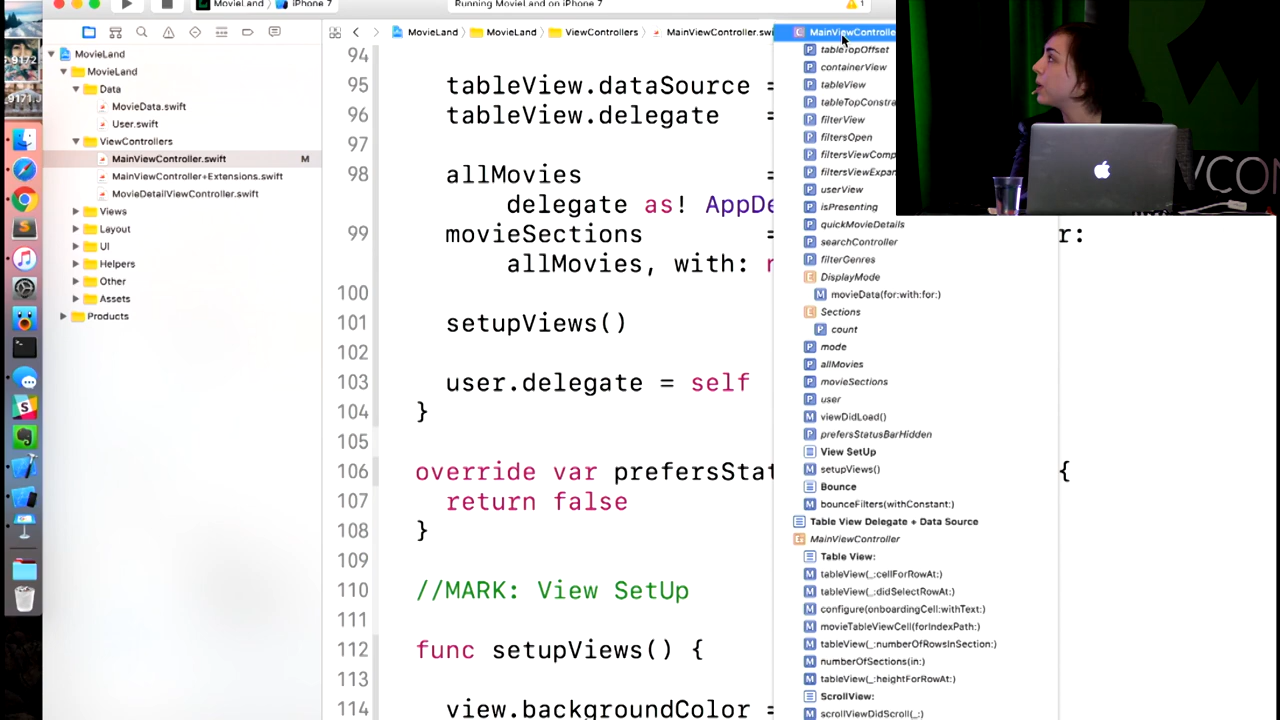 MovieLand
iPhone 7
Running MovieLand on iPhone 7
1
MovieLand
MovieLand
ViewControllers
MainViewController.swi
MovieLand
MovieLand
Data
MovieData.swift
User.swift
ViewControllers
MainViewController.swift M
MainViewController+Extensions.swift
MovieDetailViewController.swift
Views
Layout
UI
Helpers
Other
Assets
Products
94
95 tableView.dataSource =
96 tableView.delegate =
97
98 allMovies =
delegate as! AppDe
99 movieSections = r:
allMovies, with: n
100
101 setupViews()
102
103 user.delegate = self
104 }
105
106 override var prefersStat {
107 return false
108 }
109
110 //MARK: View SetUp
111
112 func setupViews() {
113
114 view.backgroundColor =
C MainViewControlle
P tableTopOffset
P containerView
P tableView
P tableTopConstra
P filterView
P filtersOpen
P filtersViewComp
P filtersViewExpan
P userView
P isPresenting
P quickMovieDetails
P searchController
P filterGenres
E DisplayMode
M movieData(for:with:for:)
E Sections
P count
P mode
P allMovies
P movieSections
P user
M viewDidLoad()
P prefersStatusBarHidden
View SetUp
M setupViews()
Bounce
M bounceFilters(withConstant:)
Table View Delegate + Data Source
MainViewController
Table View:
M tableView(_:cellForRowAt:)
M tableView(_:didSelectRowAt:)
M configure(onboardingCell:withText:)
M movieTableViewCell(forIndexPath:)
M tableView(_:numberOfRowsInSection:)
M numberOfSections(in:)
M tableView(_:heightForRowAt:)
ScrollView:
M scrollViewDidScroll(_:)
YCON